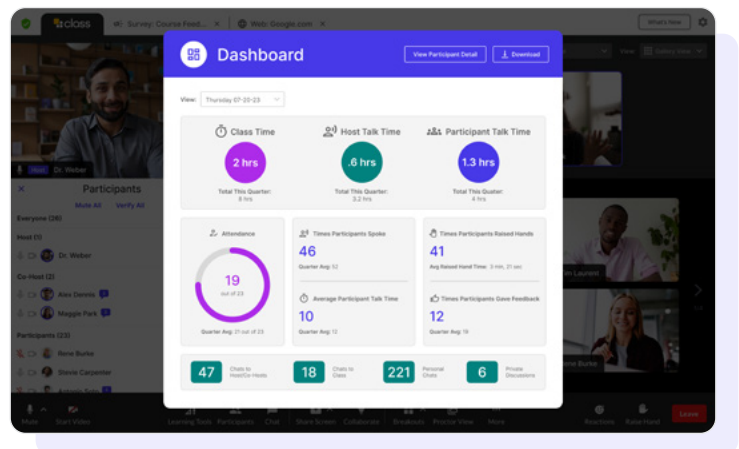 class
Survey: Course Feed...
Web: Google.com
What's New
Dashboard
View Participant Detail
Download
View:
Gallery View
View:
Thursday 07-20-23
Class Time
Host Talk Time
Participant Talk Time
2 hrs
.6 hrs
1.3 hrs
Total This Quarter:
Total This Quarter:
Total This Quarter:
8 hrs
3.2 hrs
4 hrs
Host
Dr. Weber
Participants
Mute All
Verify All
Everyone (26)
Host (1)
Dr. Weber
Co-Host (2)
Alex Dennis
Maggie Park
Participants (23)
Rene Burke
Stevie Carpenter
Attendance
19
out of 23
Quarter Avg: 21 out of 23
Times Participants Spoke
46
Quarter Avg: 52
Average Participant Talk Time
10
Quarter Avg: 12
Times Participants Raised Hands
41
Avg Raised Hand Time: 3 min, 21 sec
Times Participants Gave Feedback
12
Quarter Avg: 19
Laurent
Rene Burke
47
Chats to
Host/Co-Hosts
18
Chats to
Class
221
Personal
Chats
6
Private
Discussions
Mute
Start Video
Learning Tools
Participants
Chat
Share Screen
Collaborate
Breakouts
Proctor View
More
Reactions
Raise Hand
Leave